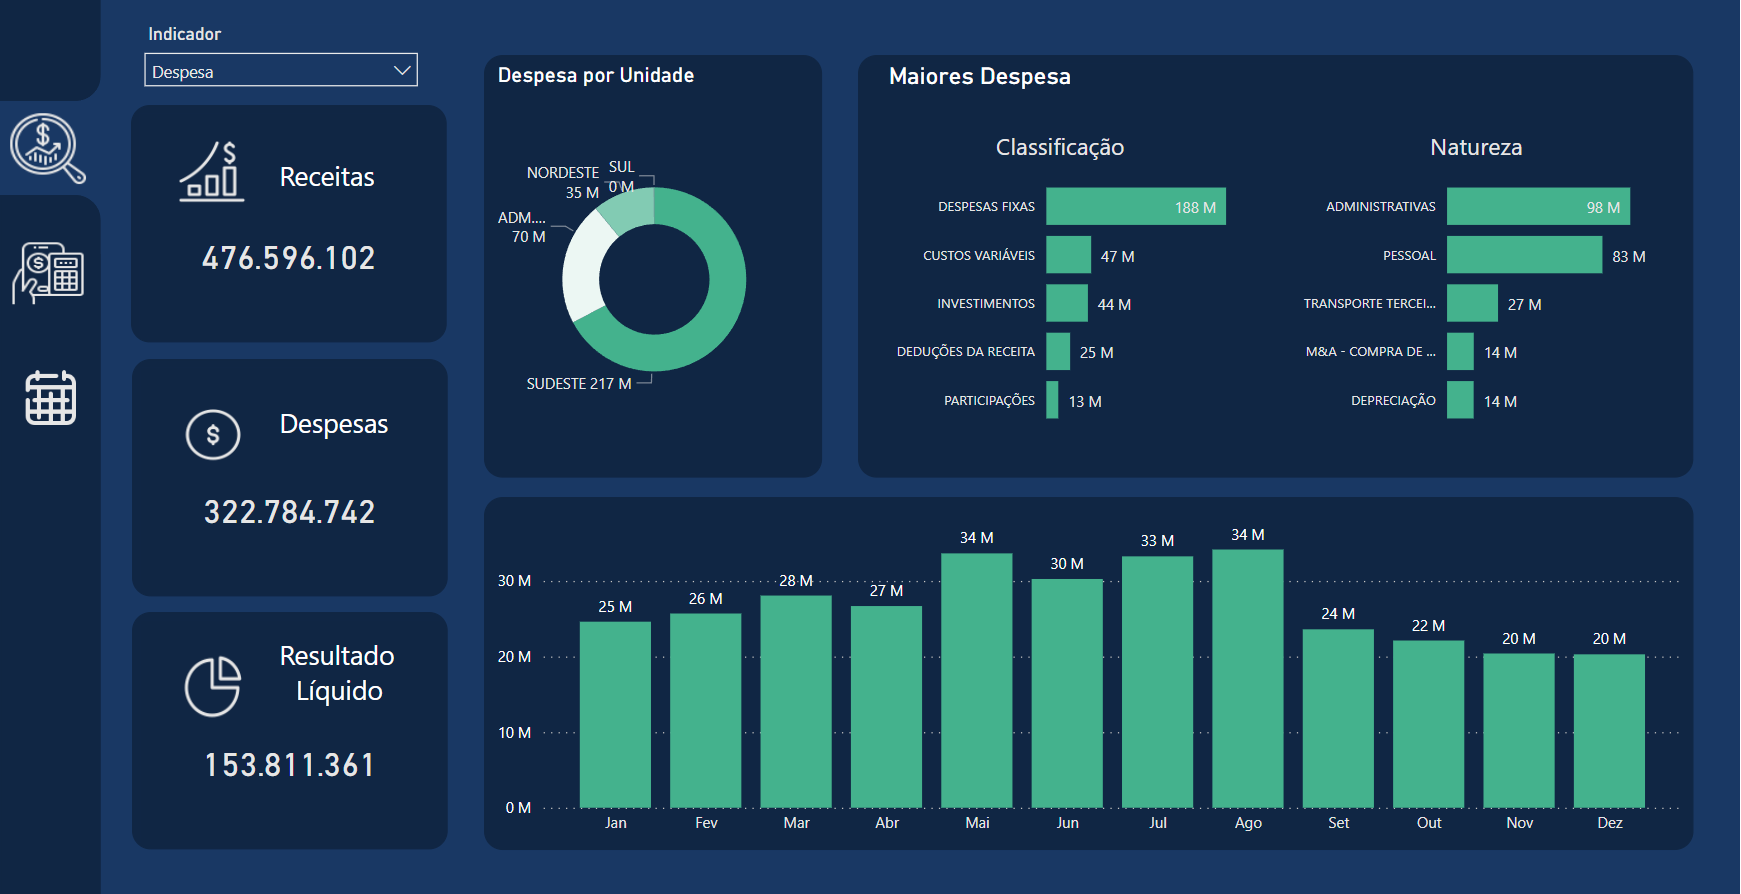 Indicador
Despesa
Receitas
476.596.102
Despesas
322.784.742
Resultado
Líquido
153.811.361
Despesa por Unidade
NORDESTE
35 M
SUL
0 M
ADM....
70 M
SUDESTE 217 M
Maiores Despesa
Classificação
DESPESAS FIXAS 188 M
CUSTOS VARIÁVEIS 47 M
INVESTIMENTOS 44 M
DEDUÇÕES DA RECEITA 25 M
PARTICIPAÇÕES 13 M
Natureza
ADMINISTRATIVAS 98 M
PESSOAL 83 M
TRANSPORTE TERCEI... 27 M
M&A - COMPRA DE ... 14 M
DEPRECIAÇÃO 14 M
30 M
20 M
10 M
0 M
25 M 26 M 28 M 27 M 34 M 30 M 33 M 34 M 24 M 22 M 20 M 20 M
Jan Fev Mar Abr Mai Jun Jul Ago Set Out Nov Dez